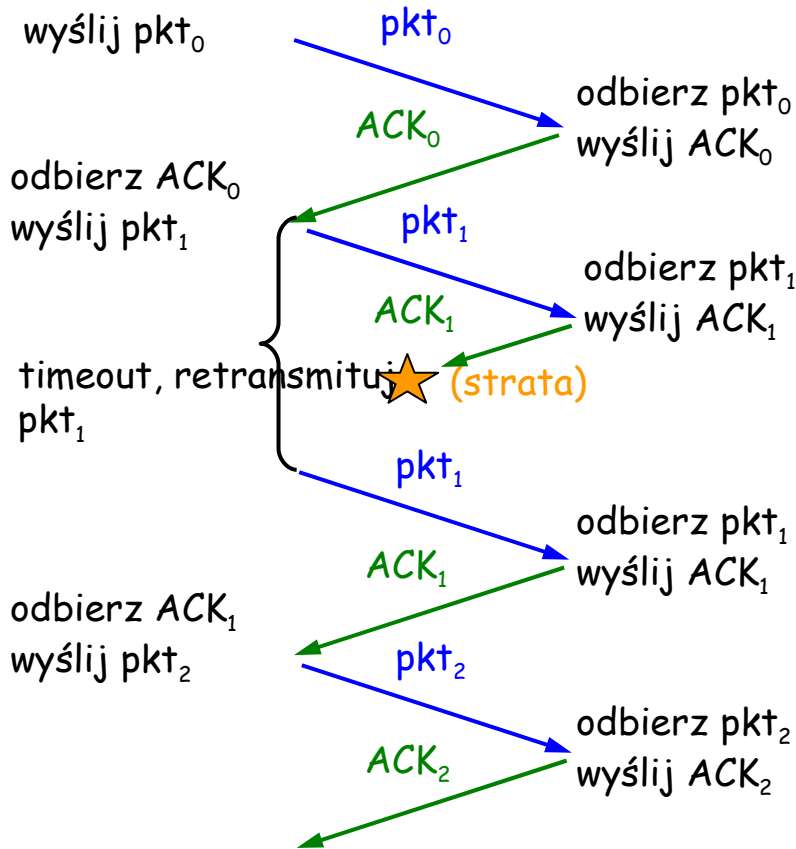 wyślij pkt₀
pkt₀
odbierz pkt₀
wyślij ACK₀
ACK₀
odbierz ACK₀
wyślij pkt₁
pkt₁
odbierz pkt₁
wyślij ACK₁
ACK₁
timeout, retransmituj
pkt₁
(strata)
pkt₁
odbierz pkt₁
wyślij ACK₁
ACK₁
odbierz ACK₁
wyślij pkt₂
pkt₂
odbierz pkt₂
wyślij ACK₂
ACK₂